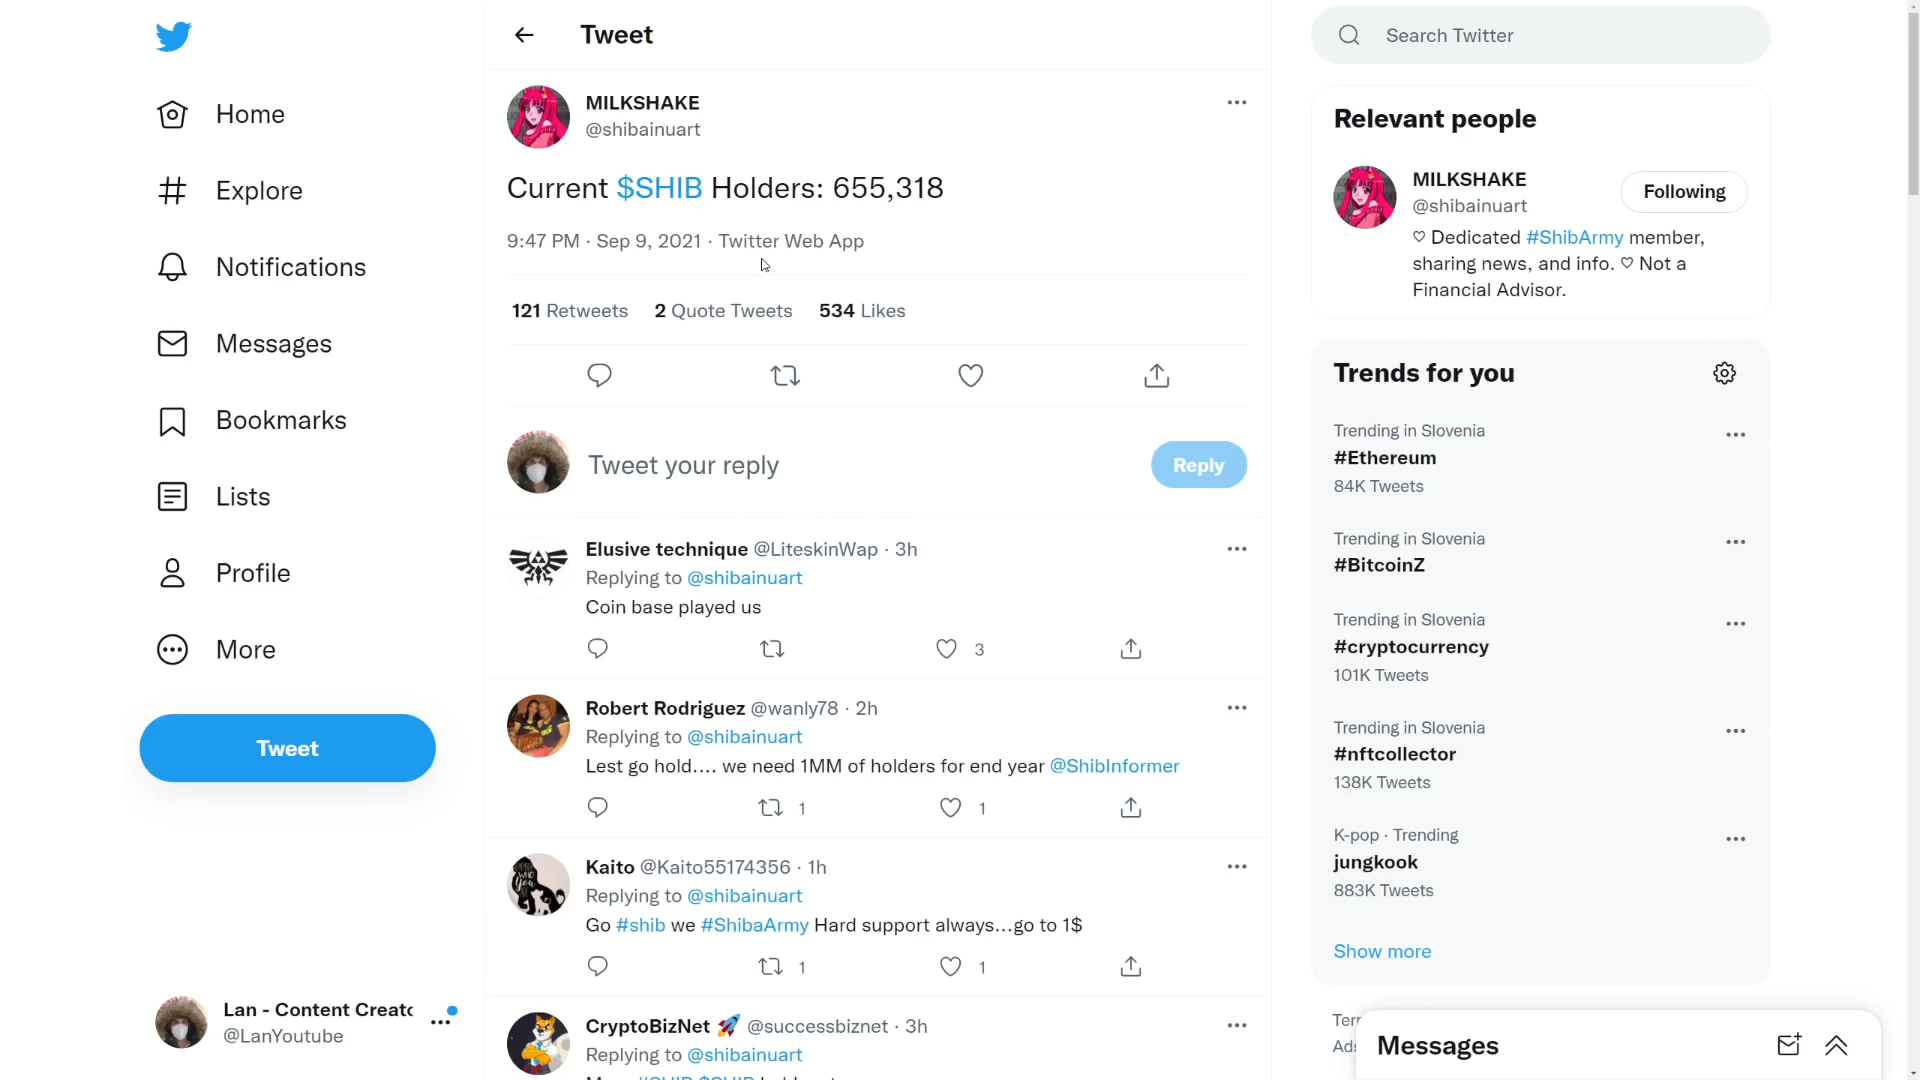 Home
Explore
Notifications
Messages
Bookmarks
Lists
Profile
More
Tweet
Lan - Content Creato
@LanYoutube
Tweet
MILKSHAKE
@shibainuart
Current $SHIB Holders: 655,318
9:47 PM · Sep 9, 2021 · Twitter Web App
121 Retweets 2 Quote Tweets 534 Likes
Tweet your reply
Reply
Elusive technique @LiteskinWap · 3h
Replying to @shibainuart
Coin base played us
3
Robert Rodriguez @wanly78 · 2h
Replying to @shibainuart
Lest go hold.... we need 1MM of holders for end year @ShibInformer
1 1
Kaito @Kaito55174356 · 1h
Replying to @shibainuart
Go #shib we #ShibaArmy Hard support always...go to 1$
1 1
CryptoBizNet 🚀 @successbiznet · 3h
Replying to @shibainuart
Search Twitter
Relevant people
MILKSHAKE
@shibainuart
Following
♡ Dedicated #ShibArmy member,
sharing news, and info. ♡ Not a
Financial Advisor.
Trends for you
Trending in Slovenia
#Ethereum
84K Tweets
Trending in Slovenia
#BitcoinZ
Trending in Slovenia
#cryptocurrency
101K Tweets
Trending in Slovenia
#nftcollector
138K Tweets
K-pop · Trending
jungkook
883K Tweets
Show more
Messages